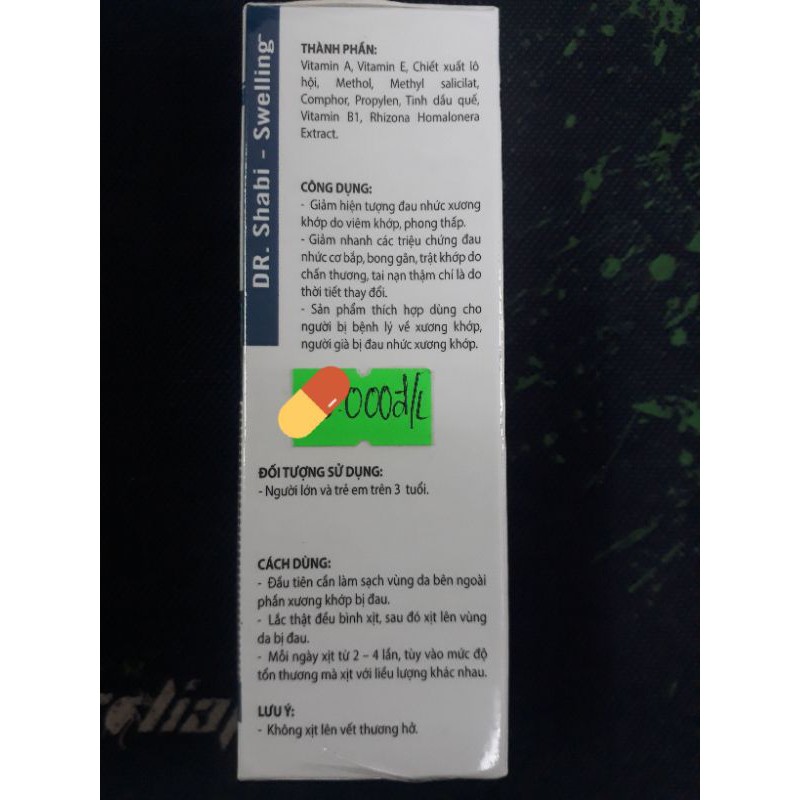 DR. Shabi - Swelling
THÀNH PHẦN:
Vitamin A, Vitamin E, Chiết xuất lô
hội, Methol, Methyl salicilat,
Comphor, Propylen, Tinh dầu quế,
Vitamin B1, Rhizona Homalonera
Extract.
CÔNG DỤNG:
- Giảm hiện tượng đau nhức xương
khớp do viêm khớp, phong thấp.
- Giảm nhanh các triệu chứng đau
nhức cơ bắp, bong gân, trật khớp do
chấn thương, tai nạn thậm chí là do
thời tiết thay đổi.
- Sản phẩm thích hợp dùng cho
người bị bệnh lý về xương khớp,
người già bị đau nhức xương khớp.
.000đ/L
ĐỐI TƯỢNG SỬ DỤNG:
- Người lớn và trẻ em trên 3 tuổi.
CÁCH DÙNG:
- Đầu tiên cần làm sạch vùng da bên ngoài
phần xương khớp bị đau.
- Lắc thật đều bình xịt, sau đó xịt lên vùng
da bị đau.
- Mỗi ngày xịt từ 2 – 4 lần, tùy vào mức độ
tổn thương mà xịt với liều lượng khác nhau.
LƯU Ý:
- Không xịt lên vết thương hở.